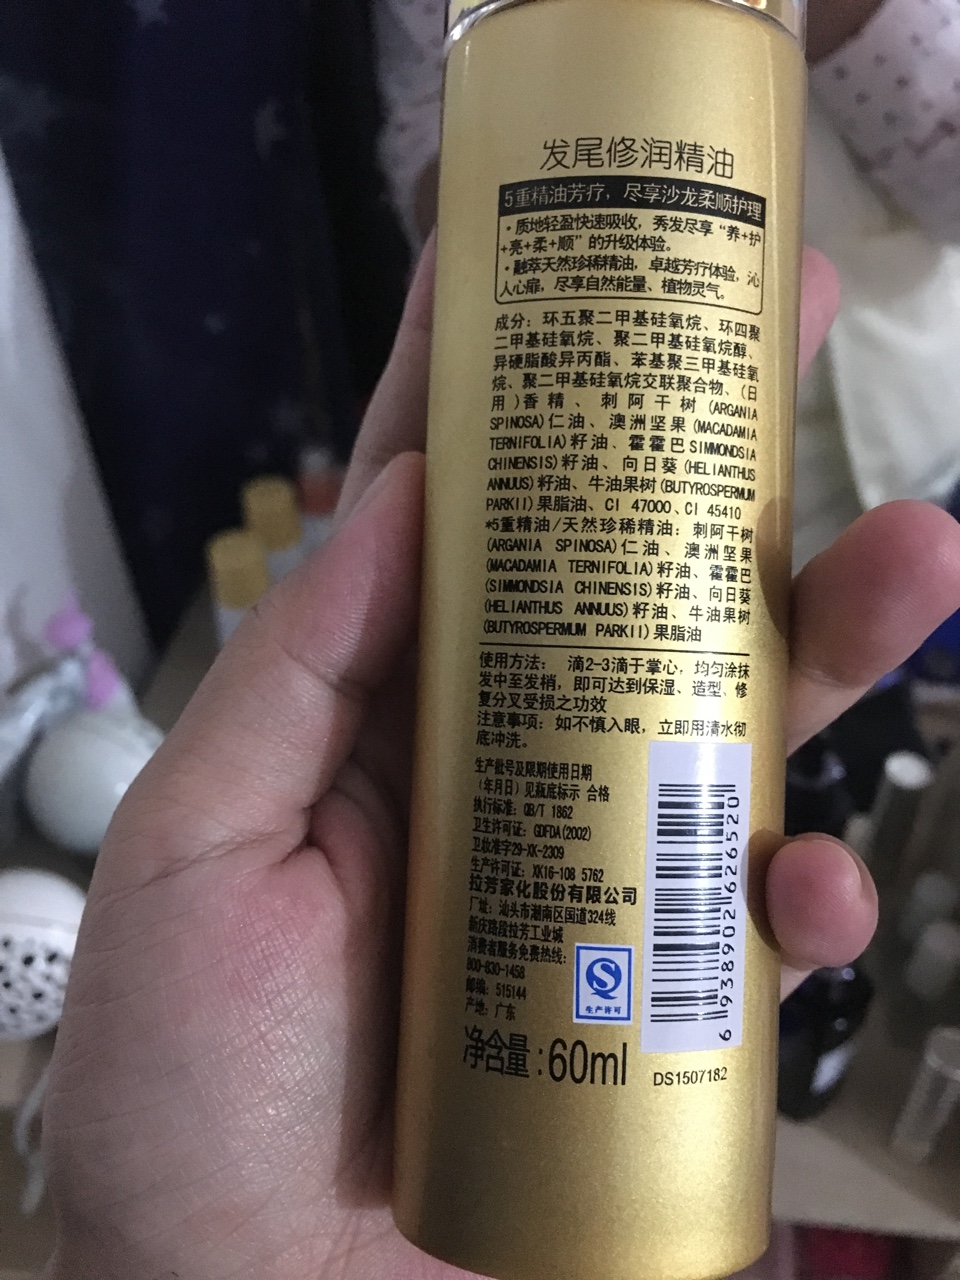 发尾修润精油
5重精油芳疗，尽享沙龙柔顺护理
·质地轻盈快速吸收，秀发尽享“养+护
+亮+柔+顺”的升级体验。
·融萃天然珍稀精油，卓越芳疗体验，沁
人心扉，尽享自然能量、植物灵气。
成分：环五聚二甲基硅氧烷、环四聚
二甲基硅氧烷、聚二甲基硅氧烷醇、
异硬脂酸异丙酯、苯基聚三甲基硅氧
烷、聚二甲基硅氧烷交联聚合物、(日
用)香精、刺阿干树(ARGANIA
SPINOSA)仁油、澳洲坚果(MACADAMIA
TERNIFOLIA)籽油、霍霍巴SIMMONDSIA
CHINENSIS)籽油、向日葵(HELIANTHUS
ANNUUS)籽油、牛油果树(BUTYROSPERMUM
PARKII)果脂油、CI 47000、CI 45410
*5重精油/天然珍稀精油：刺阿干树
(ARGANIA SPINOSA)仁油、澳洲坚果
(MACADAMIA TERNIFOLIA)籽油、霍霍巴
(SIMMONDSIA CHINENSIS)籽油、向日葵
(HELIANTHUS ANNUUS)籽油、牛油果树
(BUTYROSPERMUM PARKII)果脂油
使用方法： 滴2-3滴于掌心，均匀涂抹
发中至发梢，即可达到保湿、造型、修
复分叉受损之功效
注意事项：如不慎入眼，立即用清水彻
底冲洗。
生产批号及限期使用日期
(年月日)见瓶底标示 合格
执行标准：QB/T 1862
卫生许可证：GDFDA(2002)
卫妆准字29-XK-2309
生产许可证：XK16-108 5762
拉芳家化股份有限公司
厂址：汕头市潮南区国道324线
新庆路段拉芳工业城
消费者服务免费热线：
800-830-1458
邮编：515144
产地：广东
生产许可
6938902626520
净含量：60ml
DS1507182